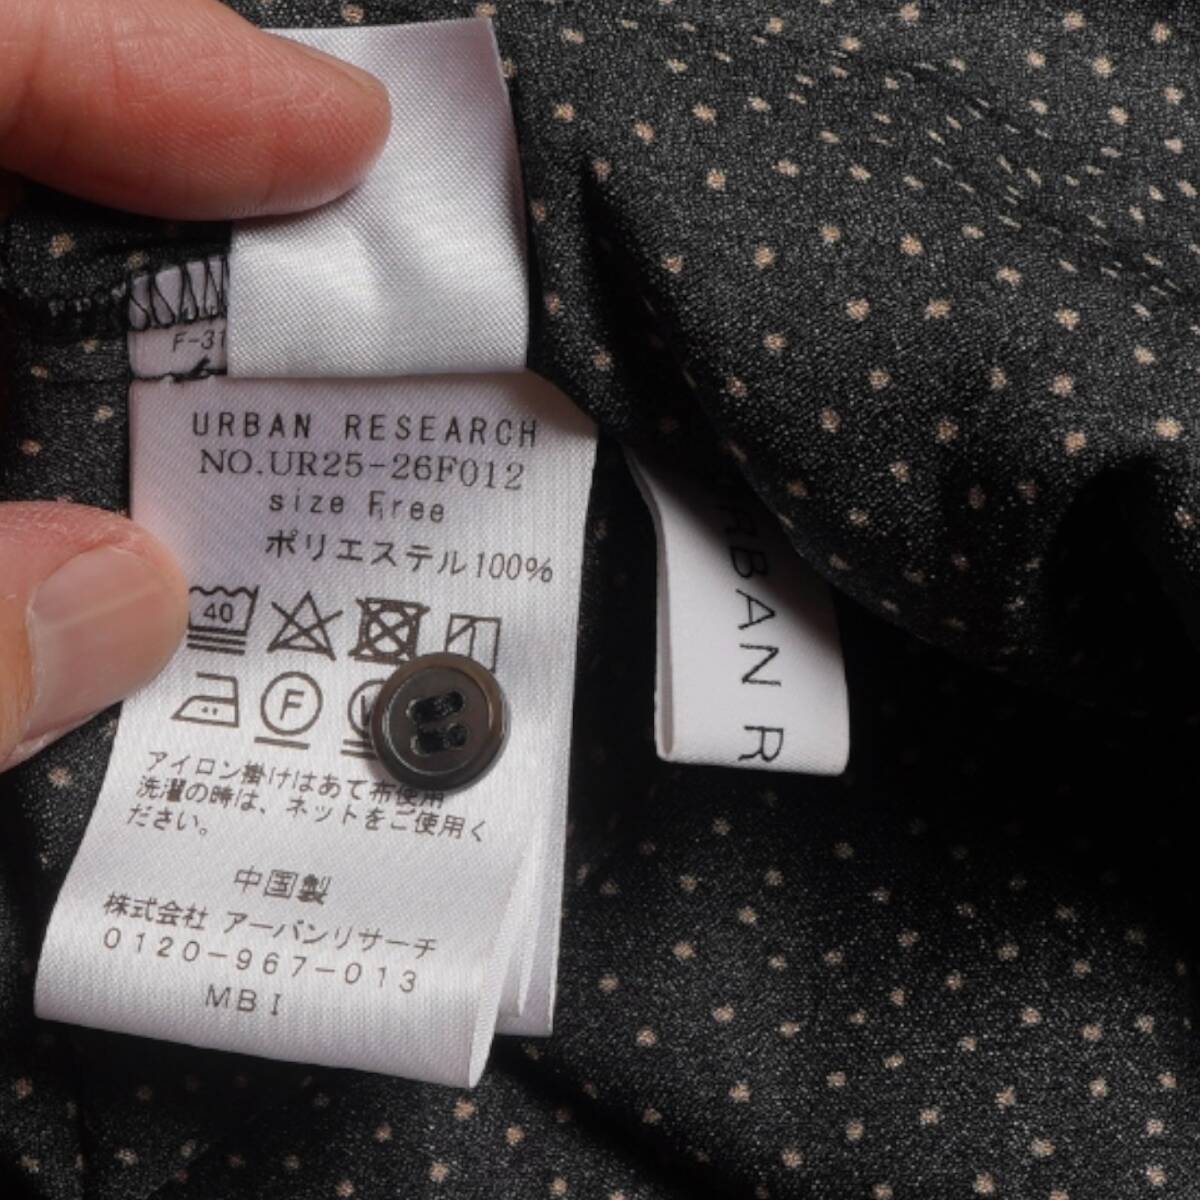 F-31
URBAN RESEARCH
NO.UR25-26F012
size Free
ポリエステル100%
40
F
アイロン掛けはあて布使用
洗濯の時は、ネットをご使用く
ださい。
中国製
株式会社 アーバンリサーチ
0120-967-013
MBI
URBAN R